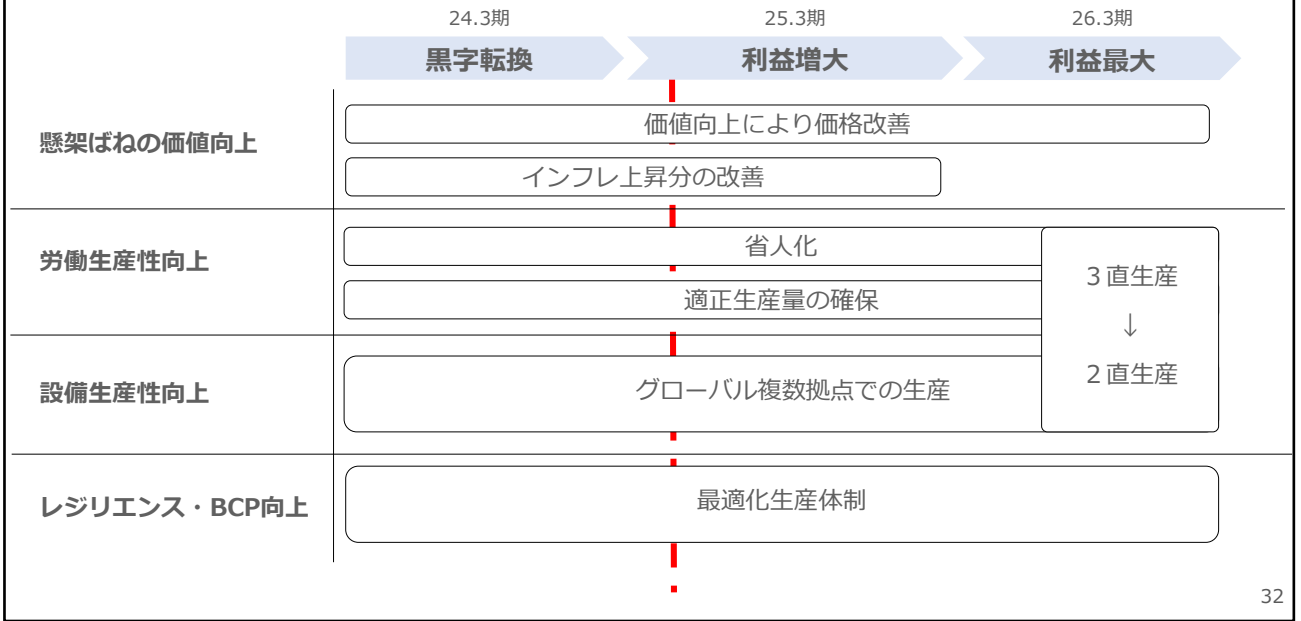 24.3期
25.3期
26.3期
黒字転換
利益増大
利益最大
懸架ばねの価値向上
価値向上により価格改善
インフレ上昇分の改善
労働生産性向上
省人化
適正生産量の確保
3直生産
↓
2直生産
設備生産性向上
グローバル複数拠点での生産
レジリエンス・BCP向上
最適化生産体制
32